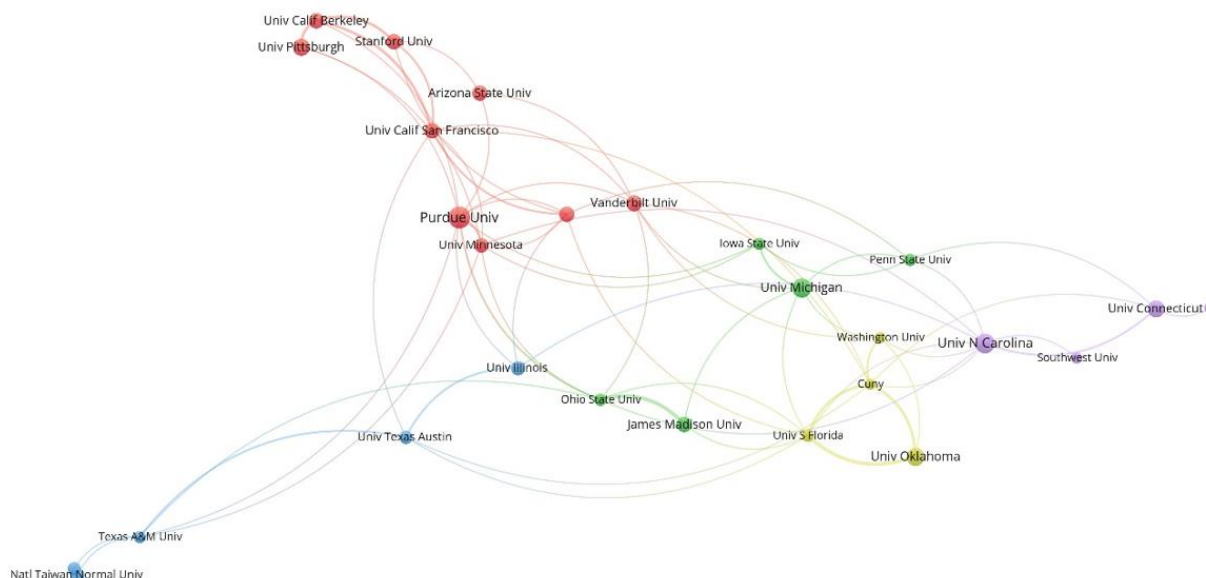 Univ Calif Berkeley
Univ Pittsburgh
Stanford Univ
Arizona State Univ
Univ Calif San Francisco
Vanderbilt Univ
Purdue Univ
Univ Minnesota
Iowa State Univ
Penn State Univ
Univ Michigan
Univ Connecticut
Washington Univ
Univ N Carolina
Southwest Univ
Univ Illinois
Cuny
Ohio State Univ
James Madison Univ
Univ Texas Austin
Univ S Florida
Univ Oklahoma
Texas A&M Univ
Natl Taiwan Normal Univ